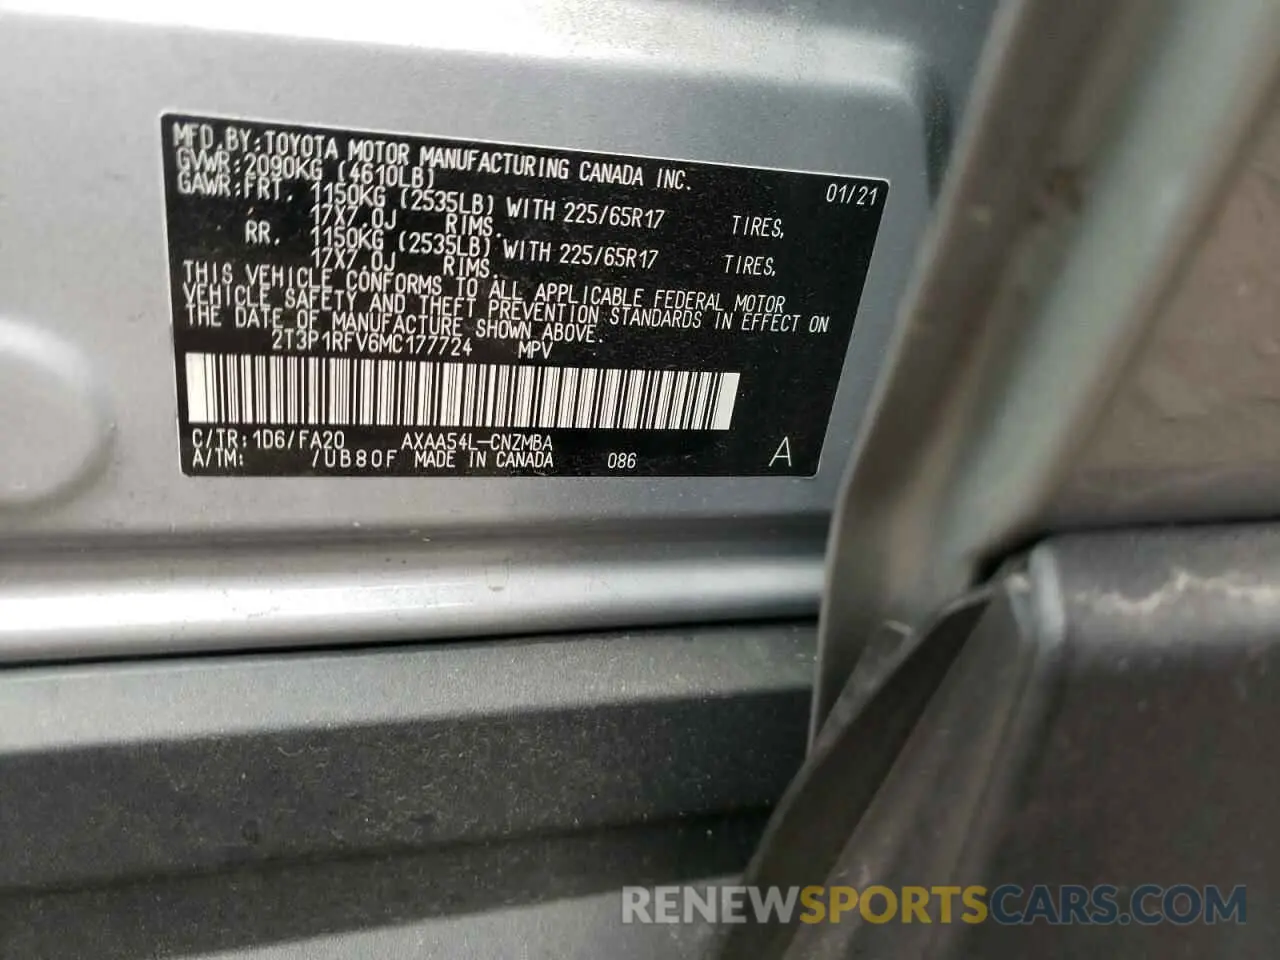 MFD.BY:TOYOTA MOTOR MANUFACTURING CANADA INC.
GVWR:2090KG (4610LB) 01/21
GAWR:FRT. 1150KG (2535LB) WITH 225/65R17 TIRES,
17X7.0J RIMS.
RR. 1150KG (2535LB) WITH 225/65R17 TIRES,
17X7.0J RIMS.
THIS VEHICLE CONFORMS TO ALL APPLICABLE FEDERAL MOTOR
VEHICLE SAFETY AND THEFT PREVENTION STANDARDS IN EFFECT ON
THE DATE OF MANUFACTURE SHOWN ABOVE.
2T3P1RFV6MC177724 MPV
C/TR:1D6/FA20 AXAA54L-CNZMBA
A/TM: /UB80F MADE IN CANADA 086 A
RENEWSPORTSCARS.COM